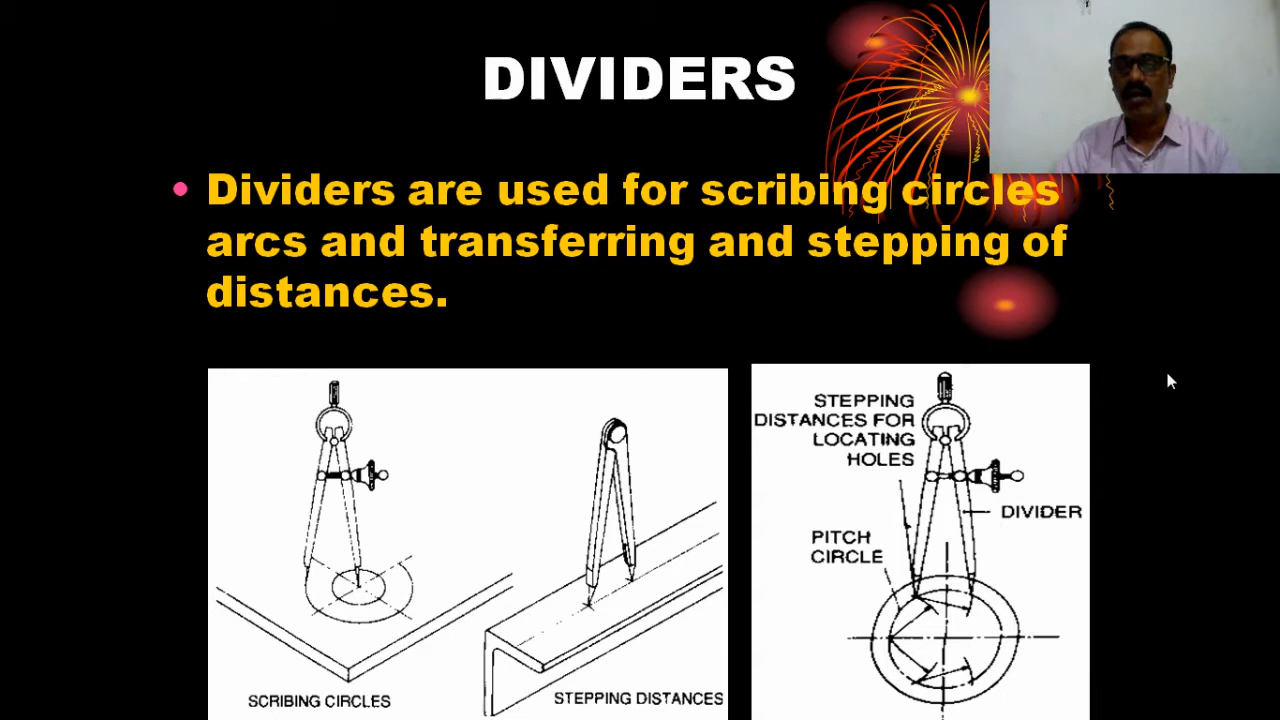 DIVIDERS
• Dividers are used for scribing circles
arcs and transferring and stepping of
distances.
SCRIBING CIRCLES
STEPPING DISTANCES
STEPPING
DISTANCES FOR
LOCATING
HOLES
DIVIDER
PITCH
CIRCLE